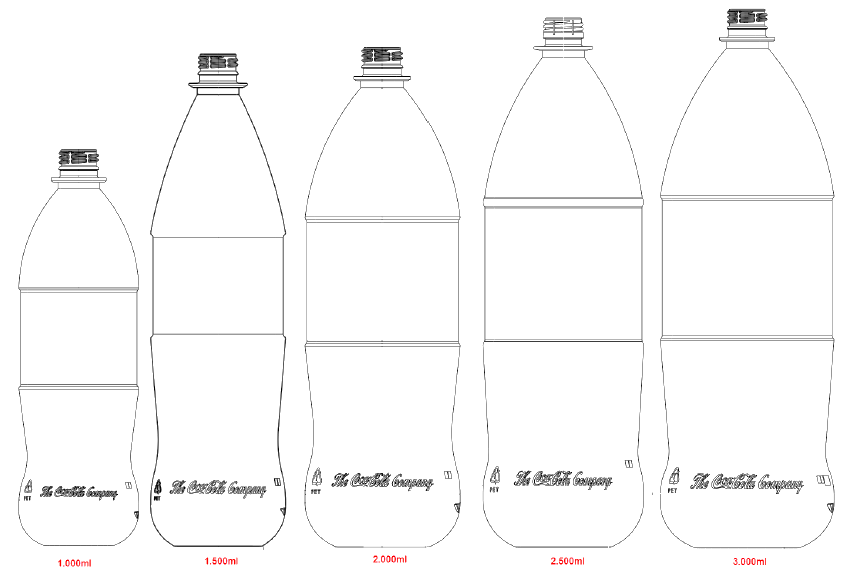 PET The Coca-Cola Company
PET The Coca-Cola Company
PET The Coca-Cola Company
PET The Coca-Cola Company
PET The Coca-Cola Company
1.000ml
1.500ml
2.000ml
2.500ml
3.000ml